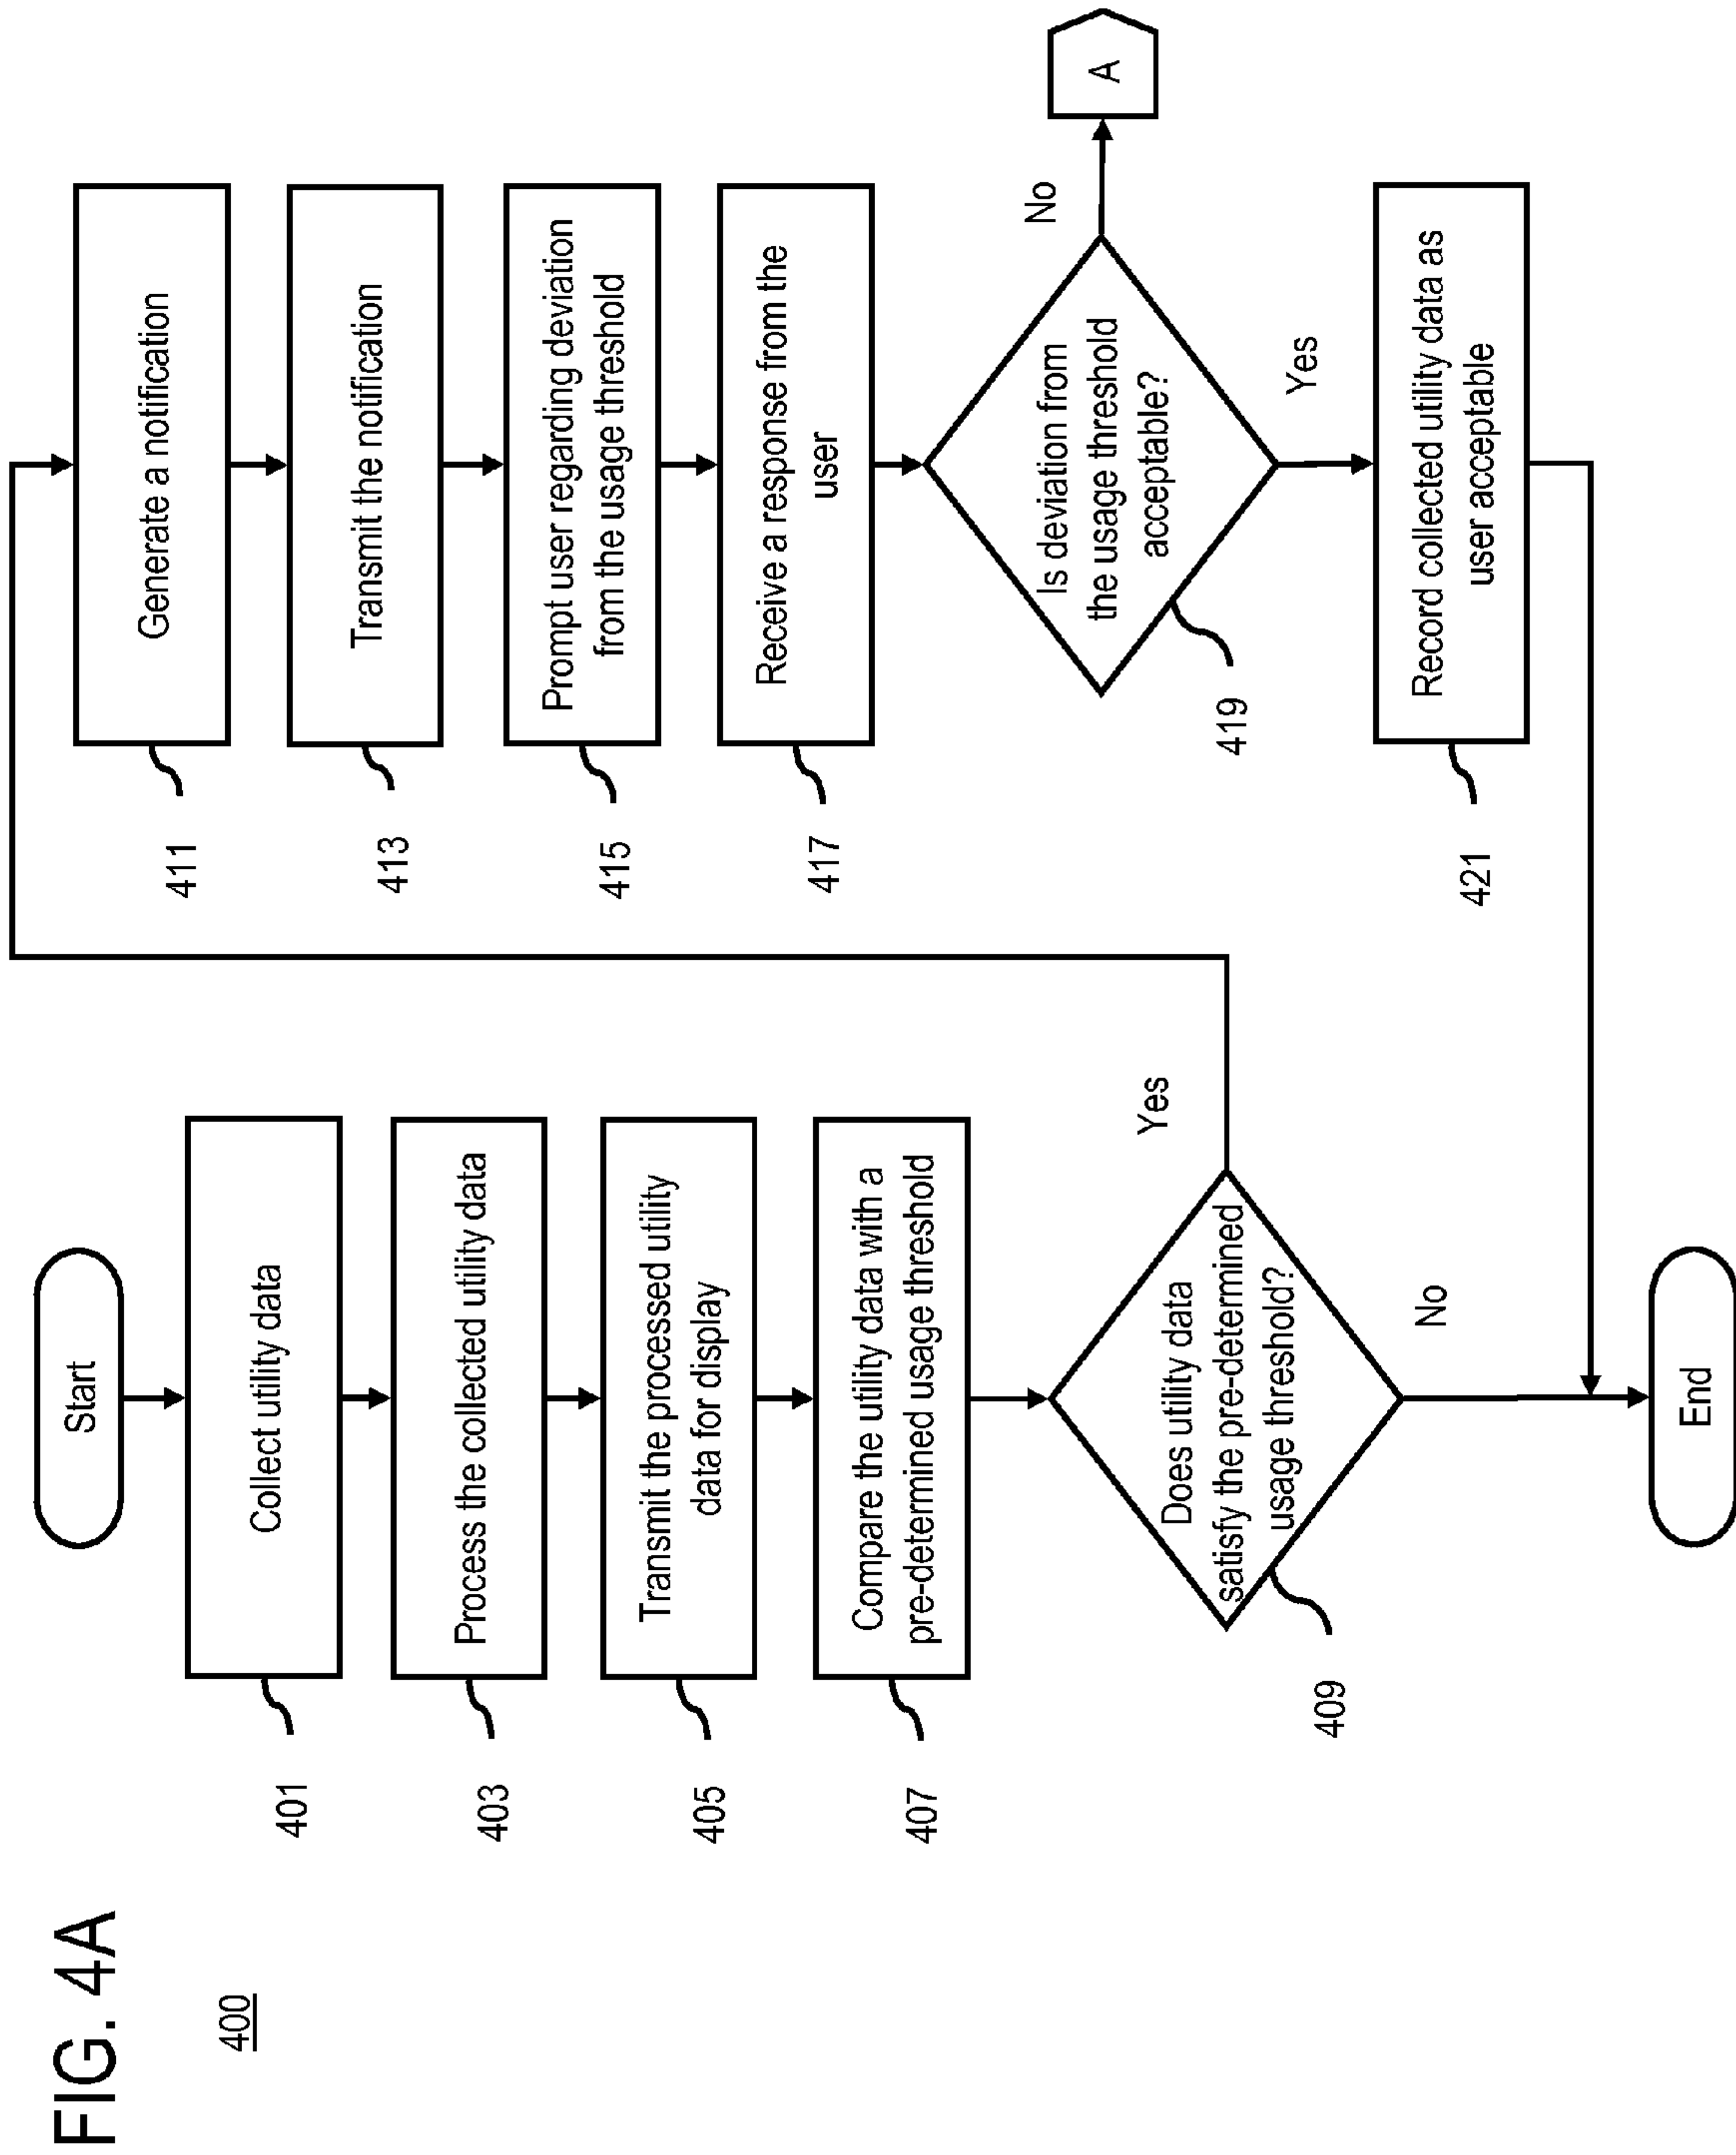 FIG. 4A
400
Start
401
Collect utility data
403
Process the collected utility data
405
Transmit the processed utility
data for display
407
Compare the utility data with a
pre-determined usage threshold
409
Does utility data
satisfy the pre-determined
usage threshold?
Yes
No
End
411
Generate a notification
413
Transmit the notification
415
Prompt user regarding deviation
from the usage threshold
417
Receive a response from the
user
419
Is deviation from
the usage threshold
acceptable?
No
A
Yes
421
Record collected utility data as
user acceptable